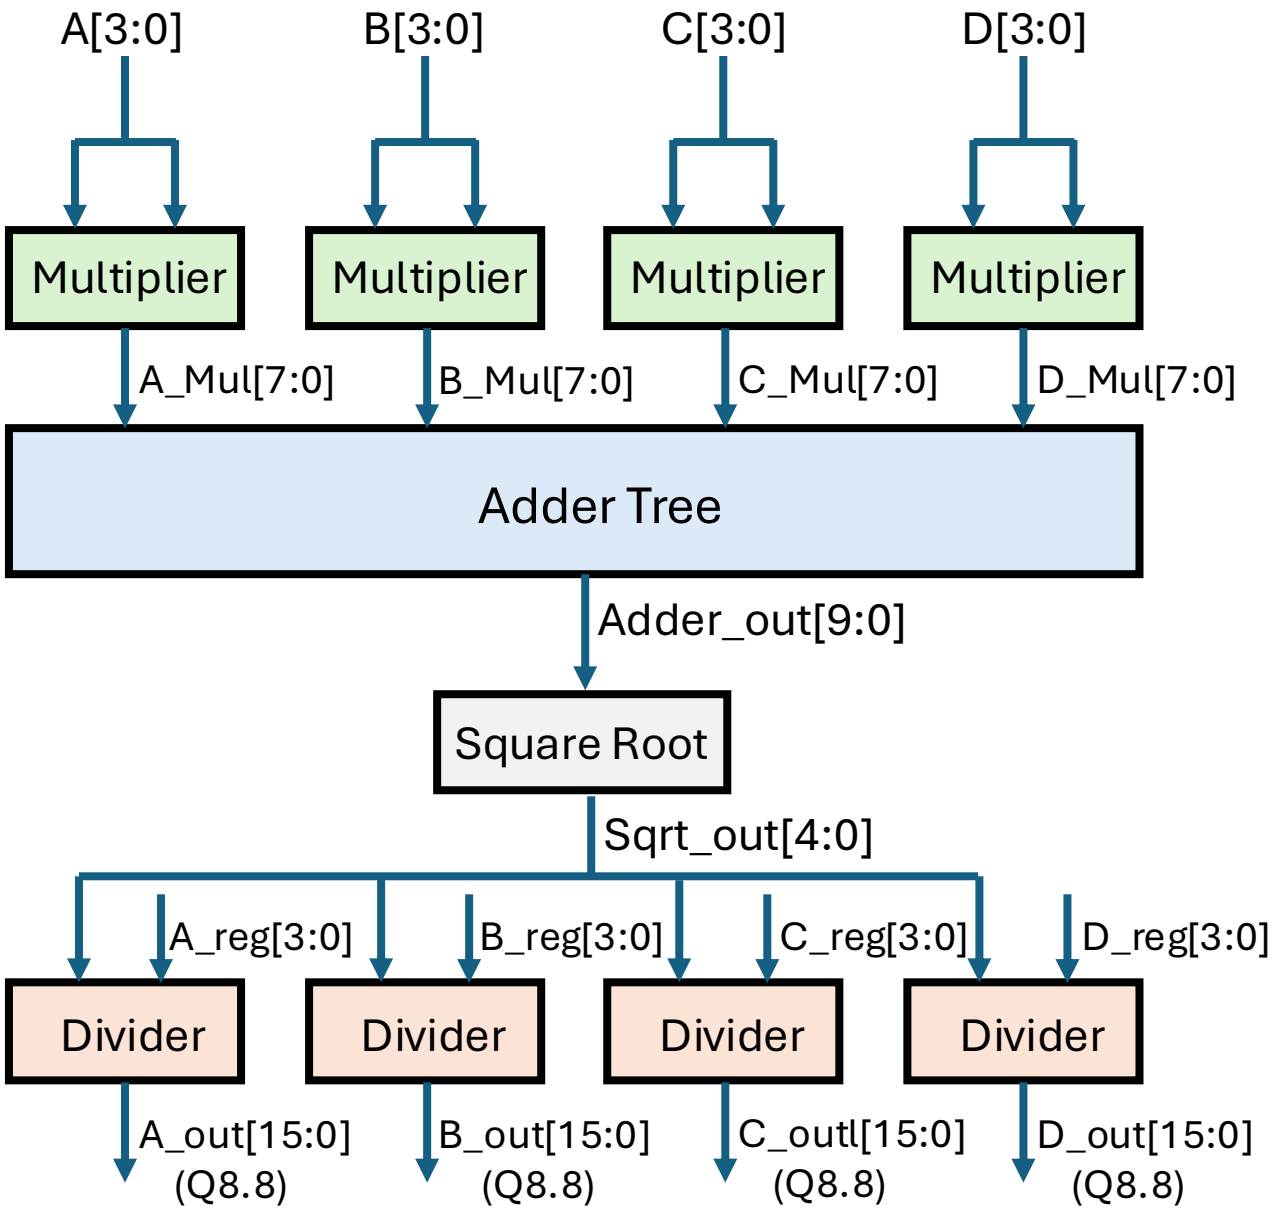 A[3:0] B[3:0] C[3:0] D[3:0]
Multiplier Multiplier Multiplier Multiplier
A_Mul[7:0] B_Mul[7:0] C_Mul[7:0] D_Mul[7:0]
Adder Tree
Adder_out[9:0]
Square Root
Sqrt_out[4:0]
A_reg[3:0] B_reg[3:0] C_reg[3:0] D_reg[3:0]
Divider Divider Divider Divider
A_out[15:0] B_out[15:0] C_outl[15:0] D_out[15:0]
(Q8.8) (Q8.8) (Q8.8) (Q8.8)